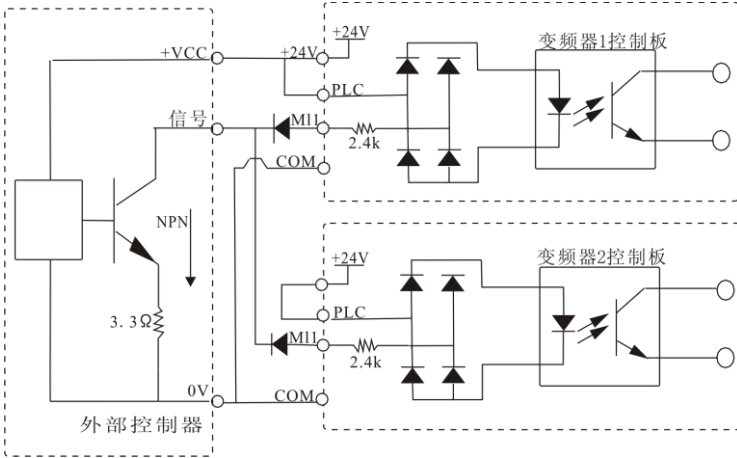 +24V
变频器1控制板
+VCC
+24V
PLC
信号
MI1
2.4k
COM
NPN
+24V
变频器2控制板
PLC
3.3Ω
MI1
2.4k
0V
COM
外部控制器